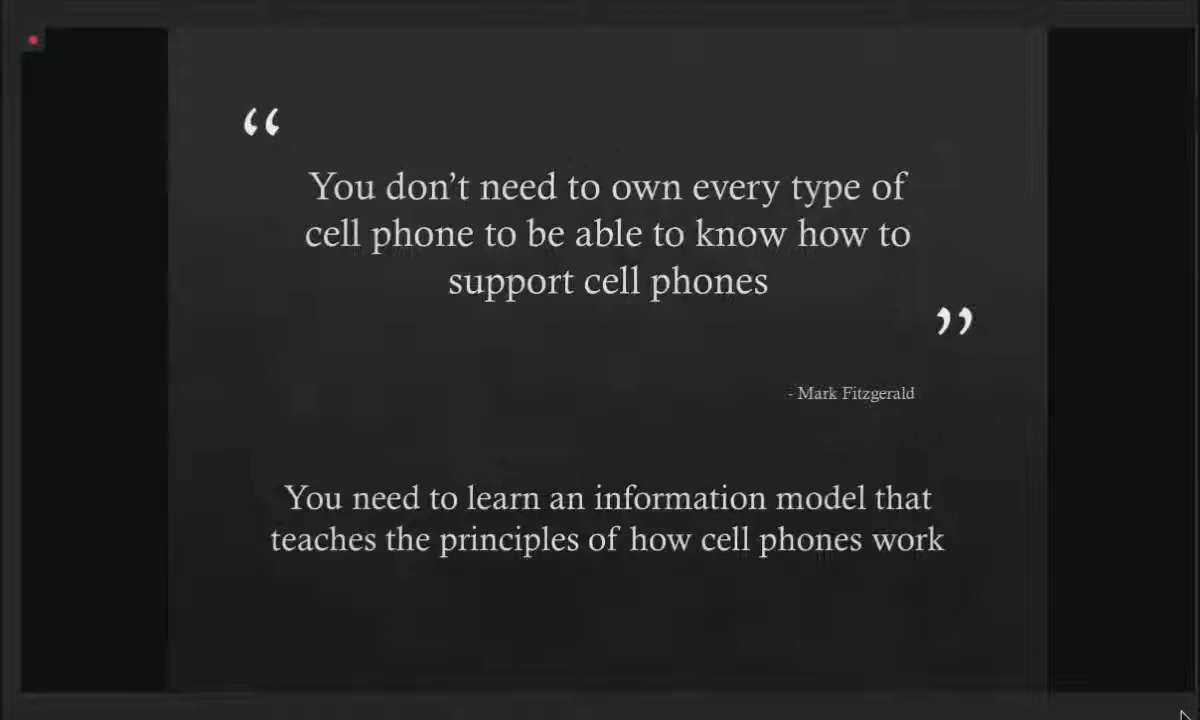 “
You don’t need to own every type of
cell phone to be able to know how to
support cell phones
”
- Mark Fitzgerald
You need to learn an information model that
teaches the principles of how cell phones work